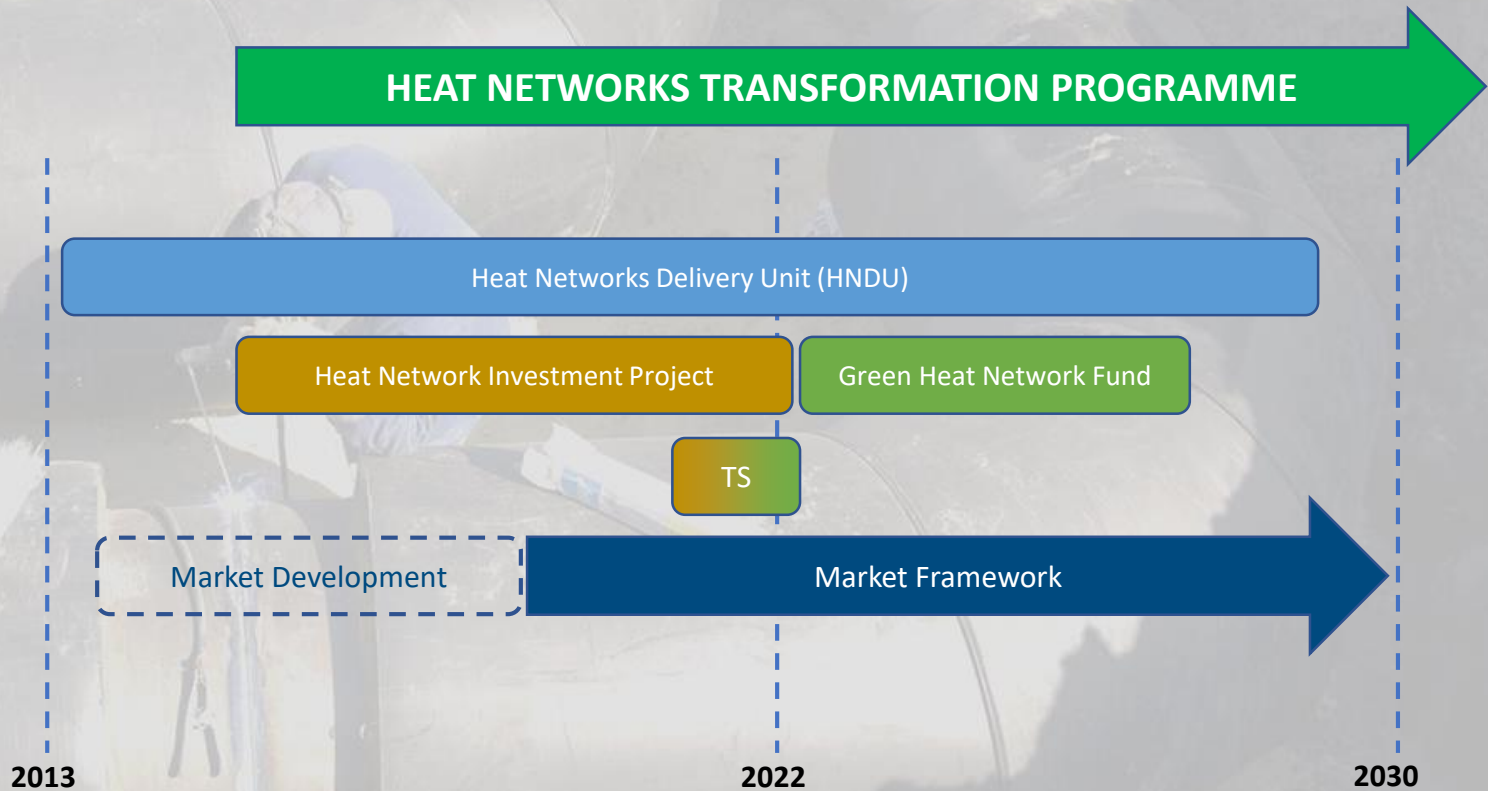 HEAT NETWORKS TRANSFORMATION PROGRAMME
Heat Networks Delivery Unit (HNDU)
Heat Network Investment Project
Green Heat Network Fund
TS
Market Development
Market Framework
2013
2022
2030